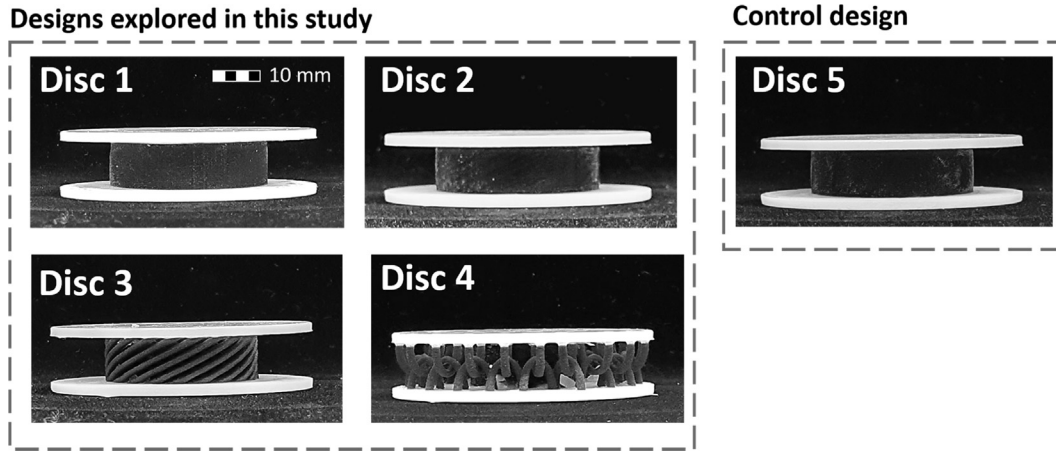 Designs explored in this study
Control design
Disc 1
10 mm
Disc 2
Disc 5
Disc 3
Disc 4